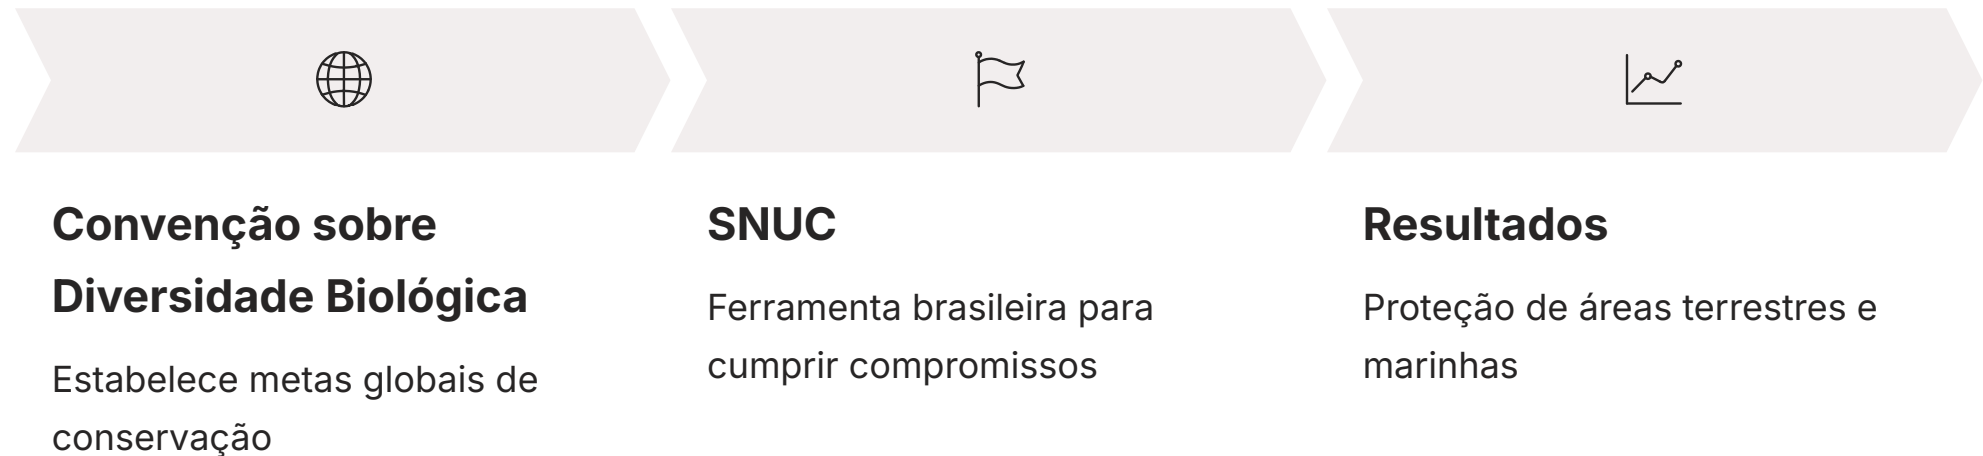 Convenção sobre
Diversidade Biológica
Estabelece metas globais de
conservação
SNUC
Ferramenta brasileira para
cumprir compromissos
Resultados
Proteção de áreas terrestres e
marinhas